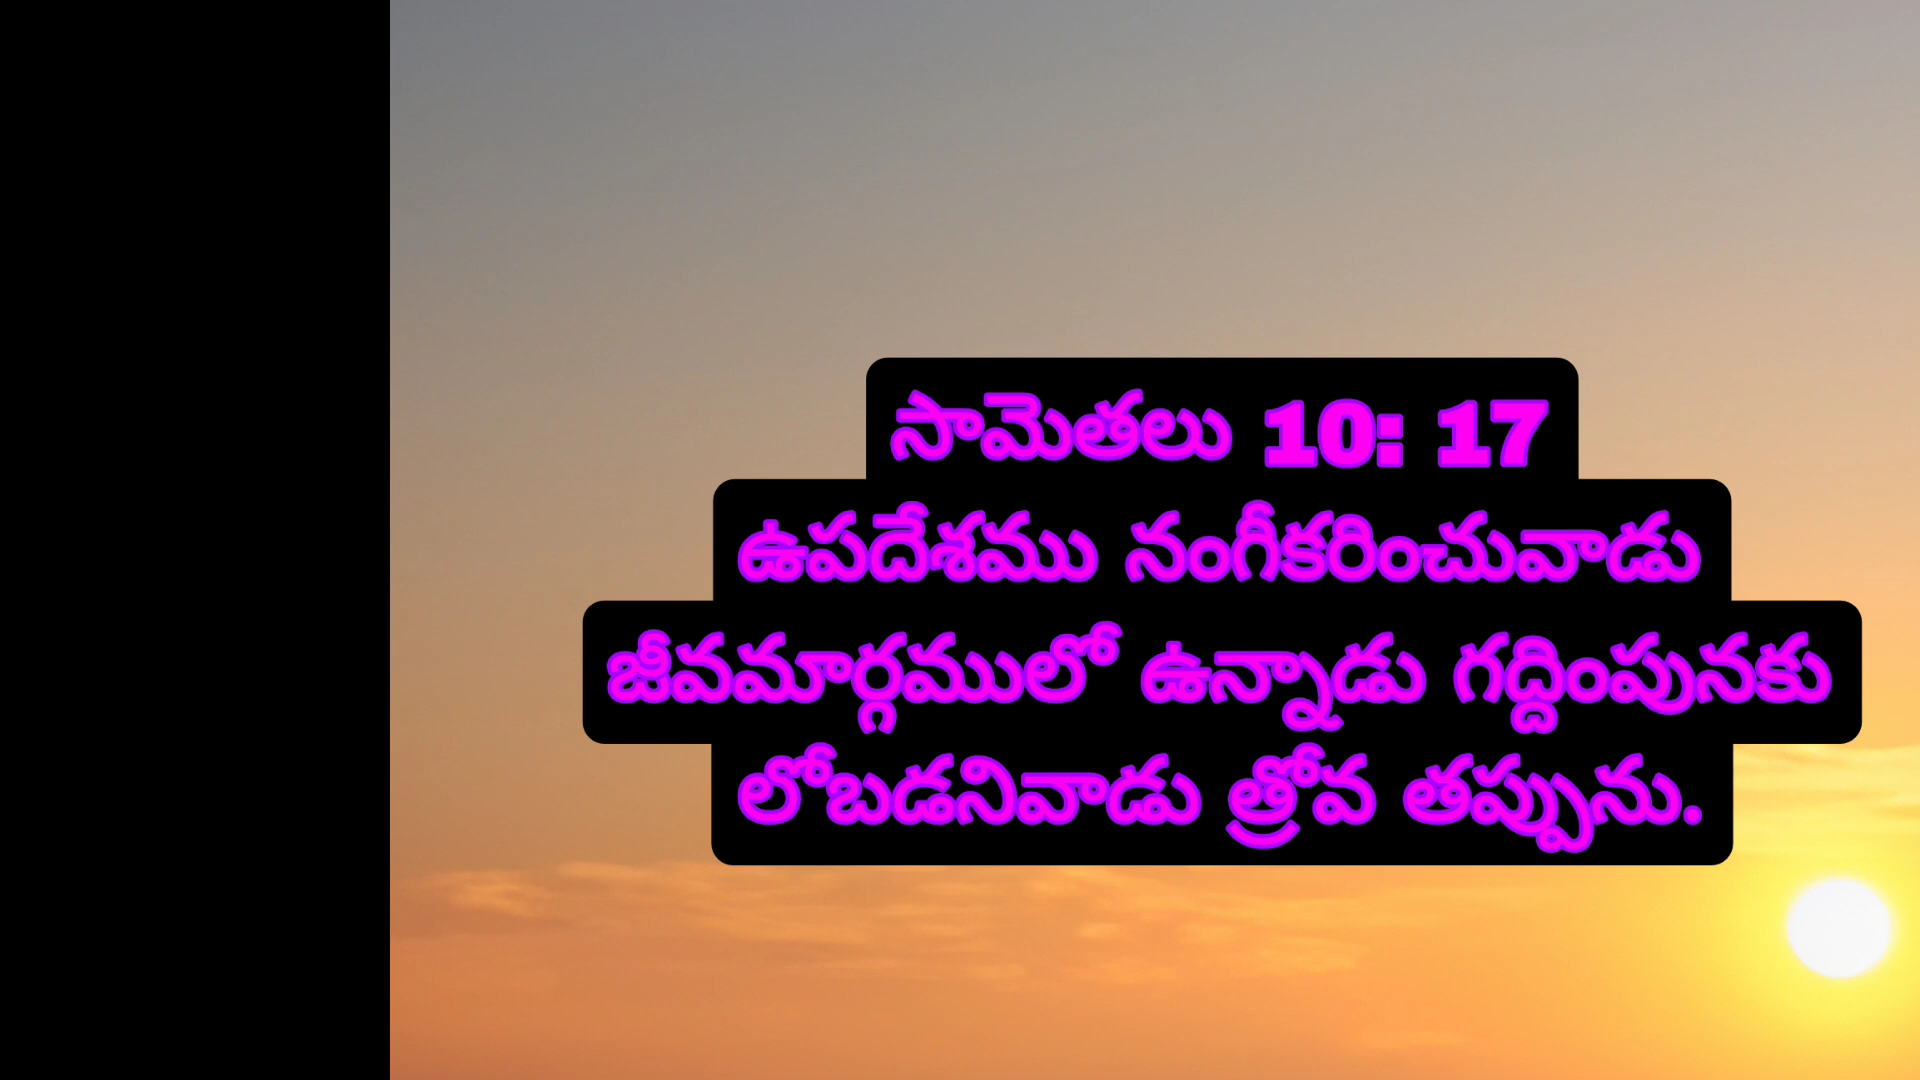 సామెతలు 10: 17
ఉపదేశము నంగీకరించువాడు
జీవమార్గములో ఉన్నాడు గద్దింపునకు
లోబడనివాడు త్రోవ తప్పును.